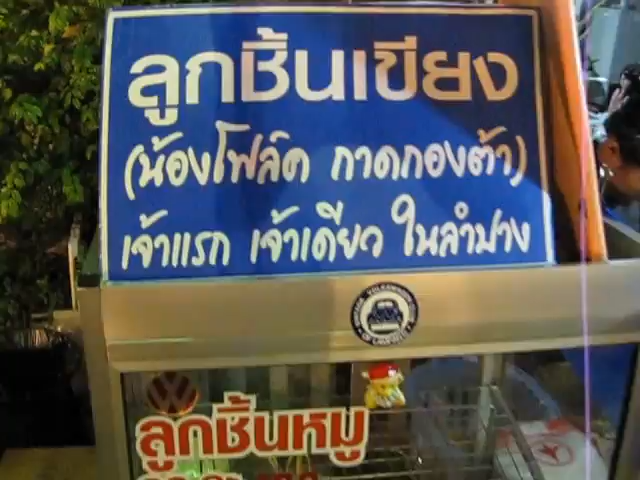 ลูกชิ้นเขียง
(น้องโฟล์ค กาดกองต้า)
เจ้าแรก เจ้าเดียว ในลำปาง
VOLKSWAGEN
ลูกชิ้นหมู